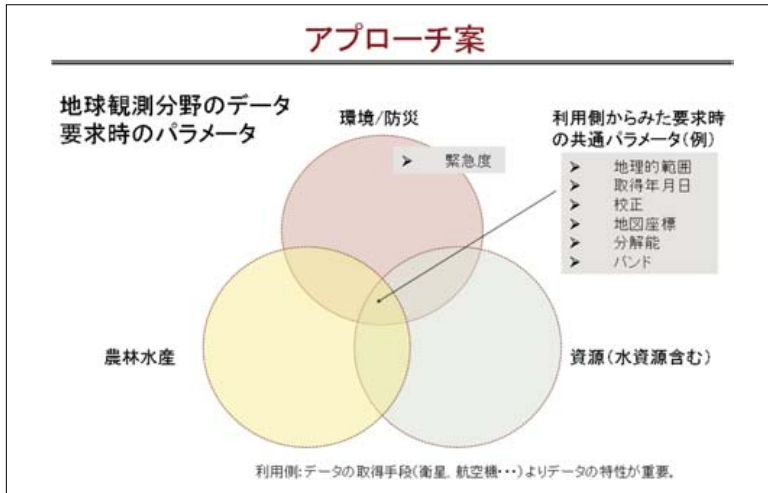 アプローチ案
地球観測分野のデータ
要求時のパラメータ
環境/防災
➢ 緊急度
利用側からみた要求時
の共通パラメータ(例)
➢ 地理的範囲
➢ 取得年月日
➢ 校正
➢ 地図座標
➢ 分解能
➢ バンド
農林水産
資源(水資源含む)
利用側:データの取得手段(衛星、航空機・・・)よりデータの特性が重要。